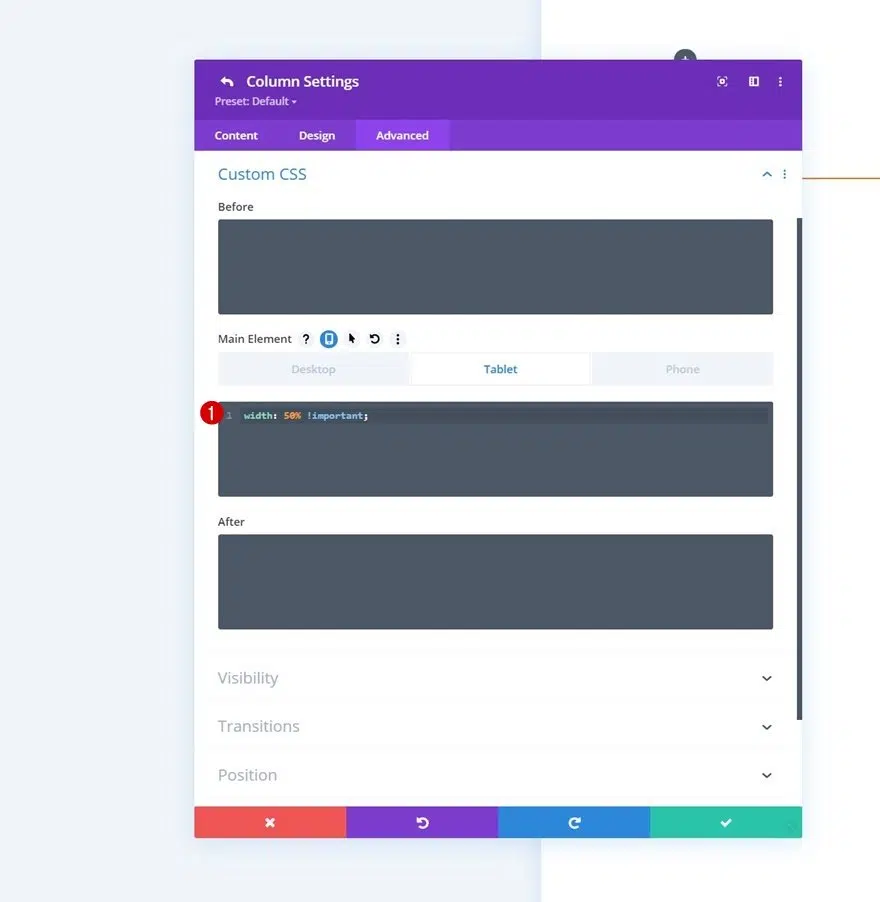 Column Settings
Preset: Default
Content Design Advanced
Custom CSS
Before
Main Element ?
Desktop Tablet Phone
1
1 width: 50% !important;
After
Visibility
Transitions
Position